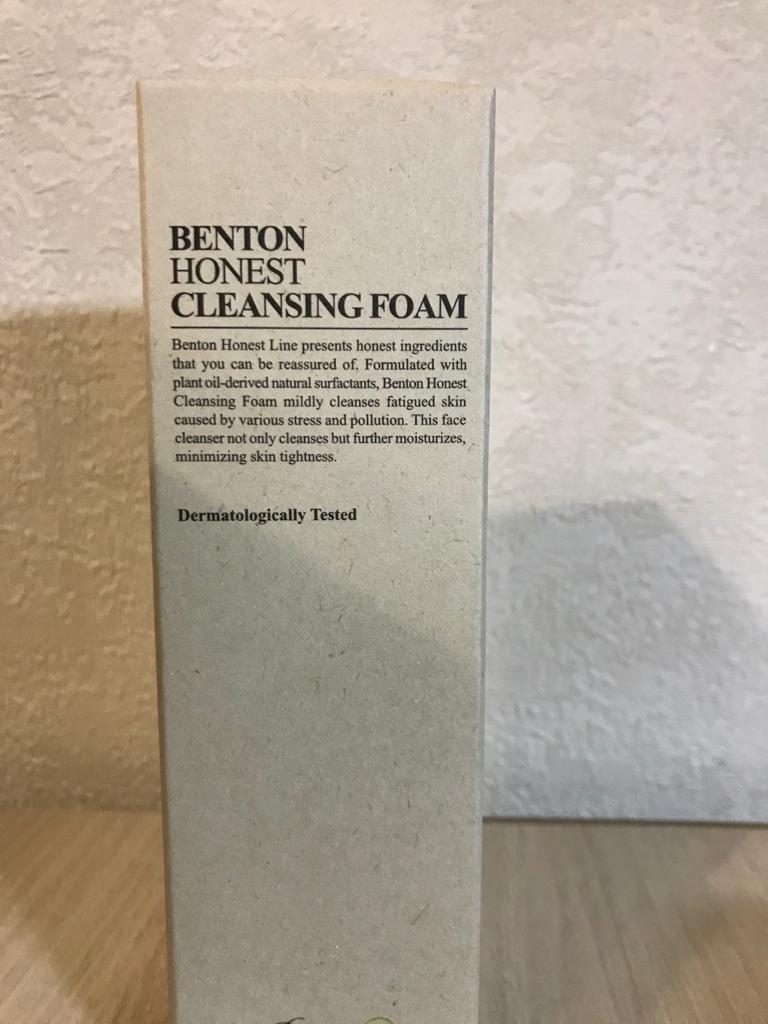 BENTON
HONEST
CLEANSING FOAM
Benton Honest Line presents honest ingredients
that you can be reassured of. Formulated with
plant oil-derived natural surfactants, Benton Honest
Cleansing Foam mildly cleanses fatigued skin
caused by various stress and pollution. This face
cleanser not only cleanses but further moisturizes,
minimizing skin tightness.
Dermatologically Tested